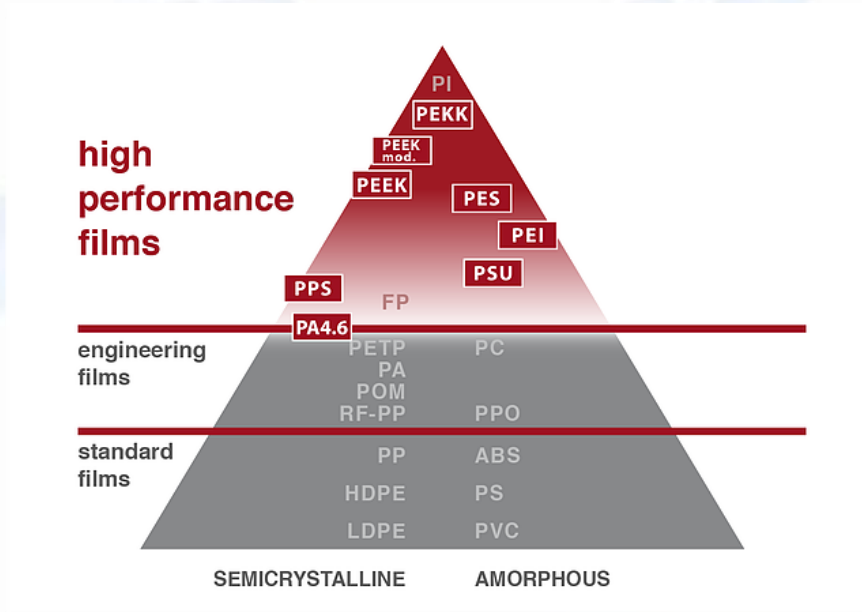 PI
PEKK
PEEK
mod.
PEEK
high
performance
films
PES
PEI
PSU
PPS
FP
PA4.6
engineering
films
PETP
PC
PA
POM
RF-PP
PPO
standard
films
PP
ABS
HDPE
PS
LDPE
PVC
SEMICRYSTALLINE
AMORPHOUS